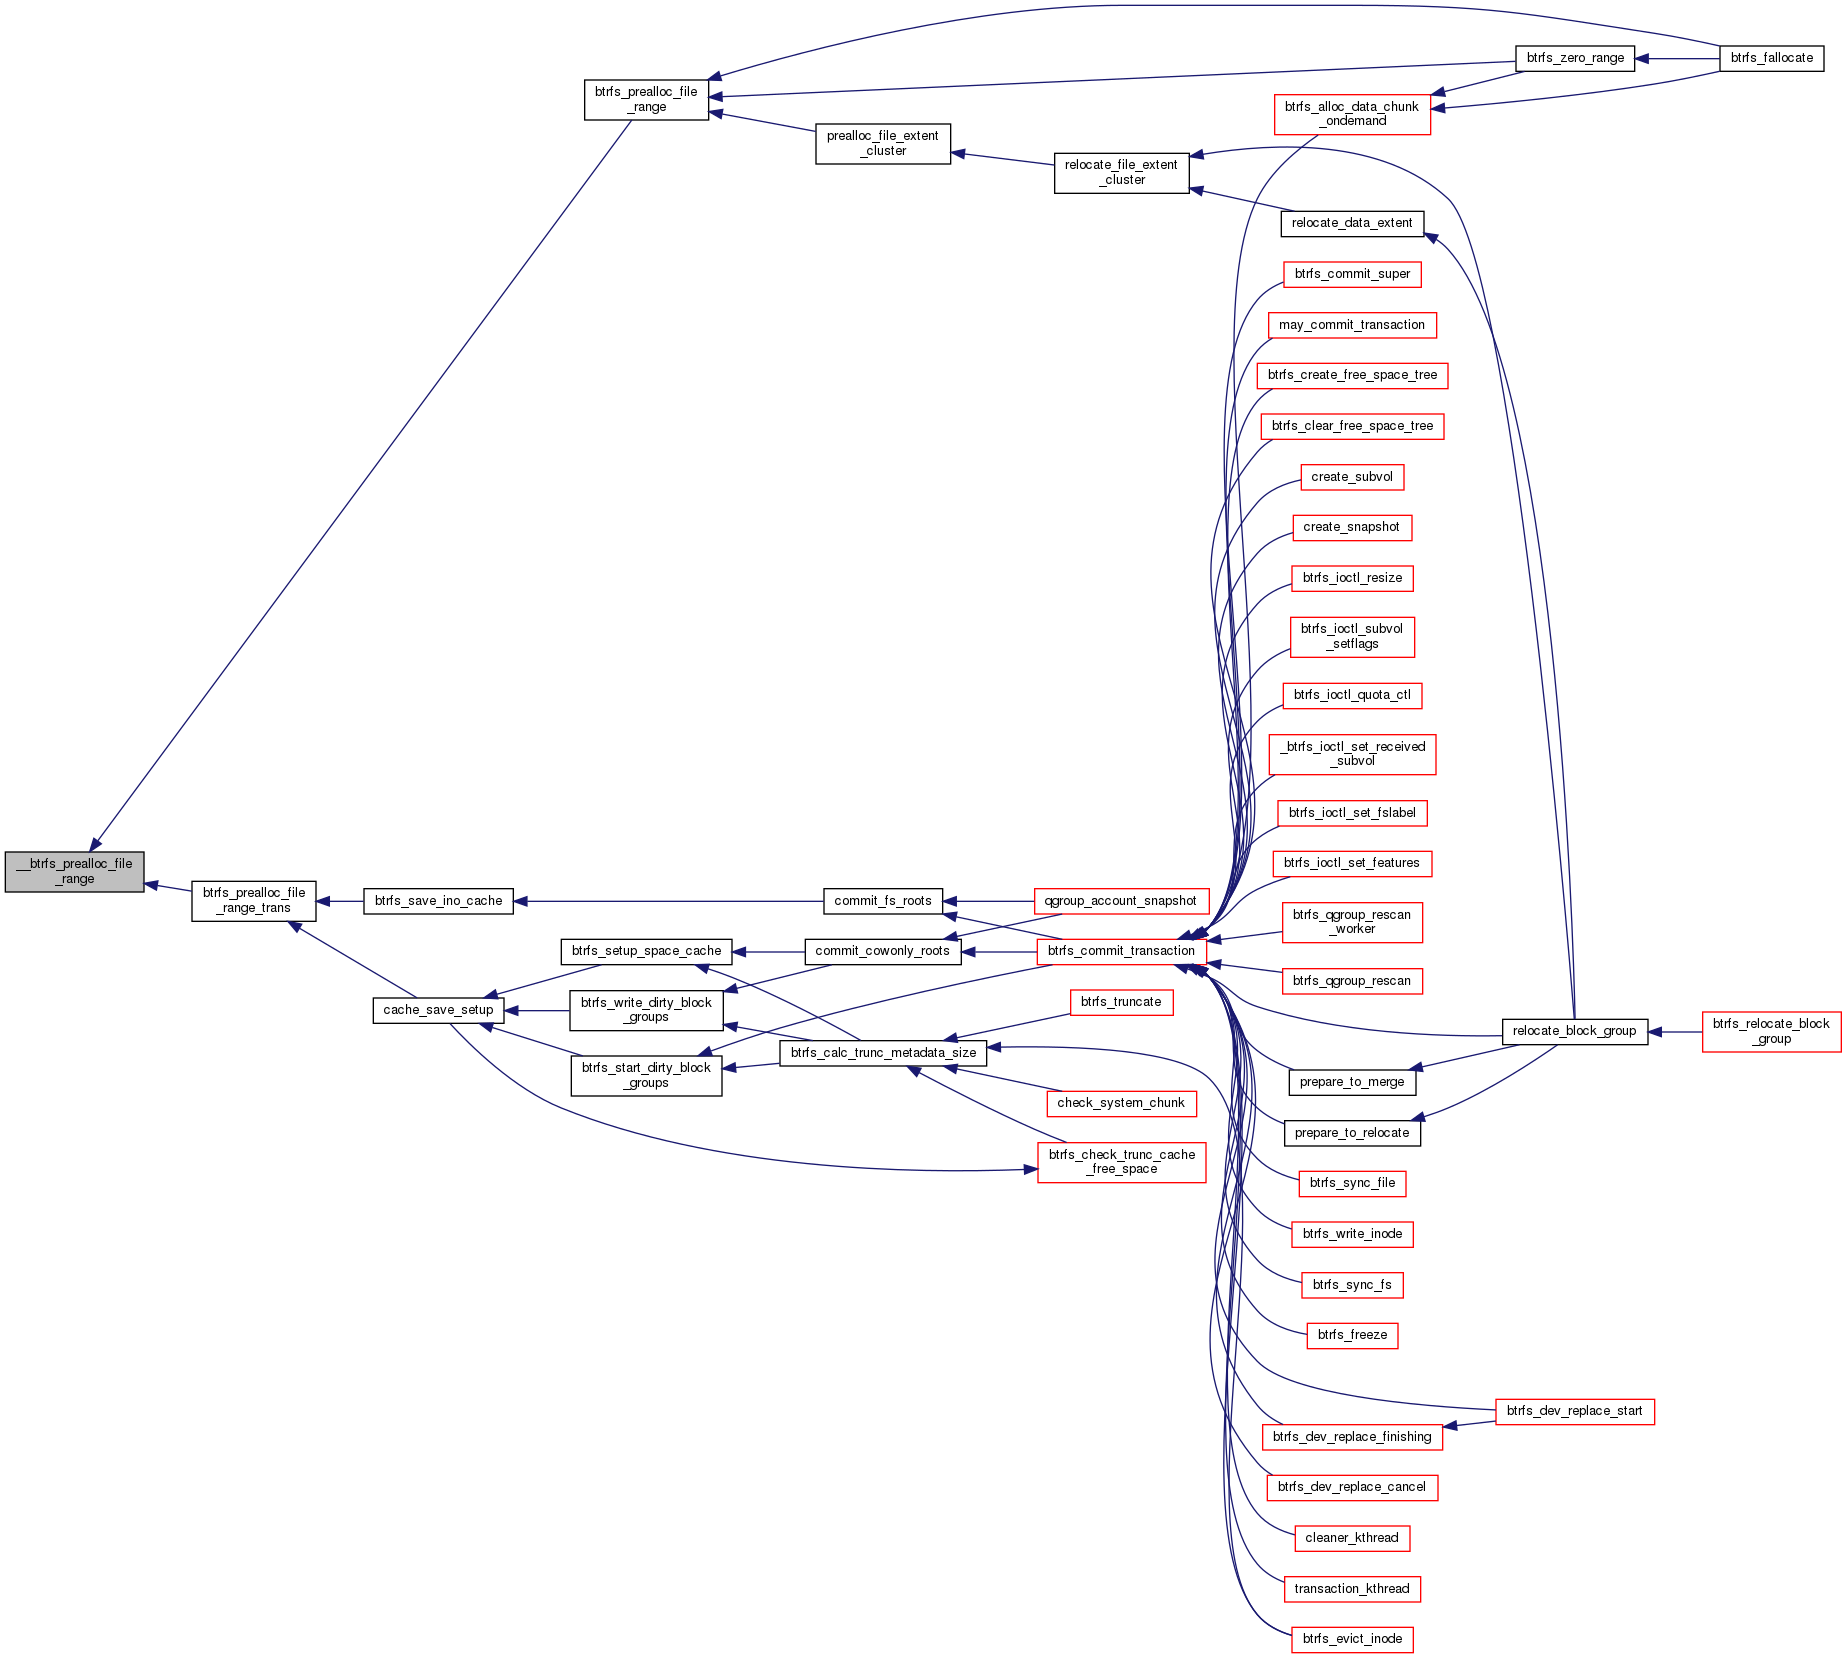 btrfs_prealloc_file
_range
btrfs_zero_range
btrfs_fallocate
btrfs_alloc_data_chunk
_ondemand
prealloc_file_extent
_cluster
relocate_file_extent
_cluster
relocate_data_extent
btrfs_commit_super
may_commit_transaction
btrfs_create_free_space_tree
btrfs_clear_free_space_tree
create_subvol
create_snapshot
btrfs_ioctl_resize
btrfs_ioctl_subvol
_setflags
btrfs_ioctl_quota_ctl
_btrfs_ioctl_set_received
_subvol
btrfs_ioctl_set_fslabel
btrfs_ioctl_set_features
__btrfs_prealloc_file
_range
btrfs_prealloc_file
_range_trans
btrfs_save_ino_cache
commit_fs_roots
qgroup_account_snapshot
btrfs_qgroup_rescan
_worker
btrfs_setup_space_cache
commit_cowonly_roots
btrfs_commit_transaction
btrfs_qgroup_rescan
cache_save_setup
btrfs_write_dirty_block
_groups
btrfs_truncate
relocate_block_group
btrfs_relocate_block
_group
btrfs_calc_trunc_metadata_size
btrfs_start_dirty_block
_groups
prepare_to_merge
check_system_chunk
prepare_to_relocate
btrfs_check_trunc_cache
_free_space
btrfs_sync_file
btrfs_write_inode
btrfs_sync_fs
btrfs_freeze
btrfs_dev_replace_start
btrfs_dev_replace_finishing
btrfs_dev_replace_cancel
cleaner_kthread
transaction_kthread
btrfs_evict_inode